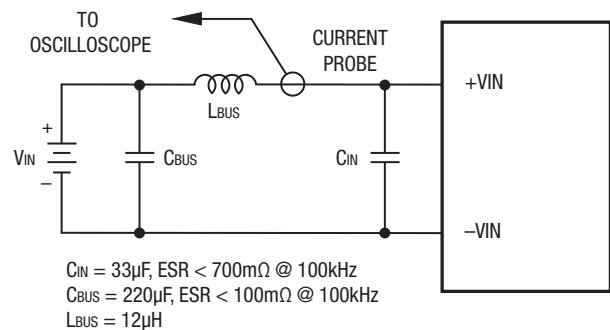 TO
OSCILLOSCOPE
CURRENT
PROBE
LBUS
+VIN
+
VIN
−
CBUS
CIN
−VIN
CIN = 33µF, ESR < 700mΩ @ 100kHz
CBUS = 220µF, ESR < 100mΩ @ 100kHz
LBUS = 12µH